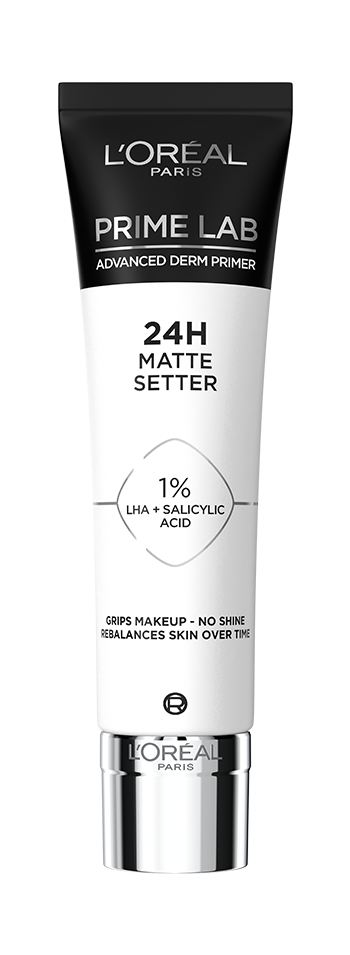 L'ORÉAL
PARIS
PRIME LAB
ADVANCED DERM PRIMER
24H
MATTE
SETTER
1%
LHA + SALICYLIC
ACID
GRIPS MAKEUP - NO SHINE
REBALANCES SKIN OVER TIME
R
L'ORÉAL
PARIS